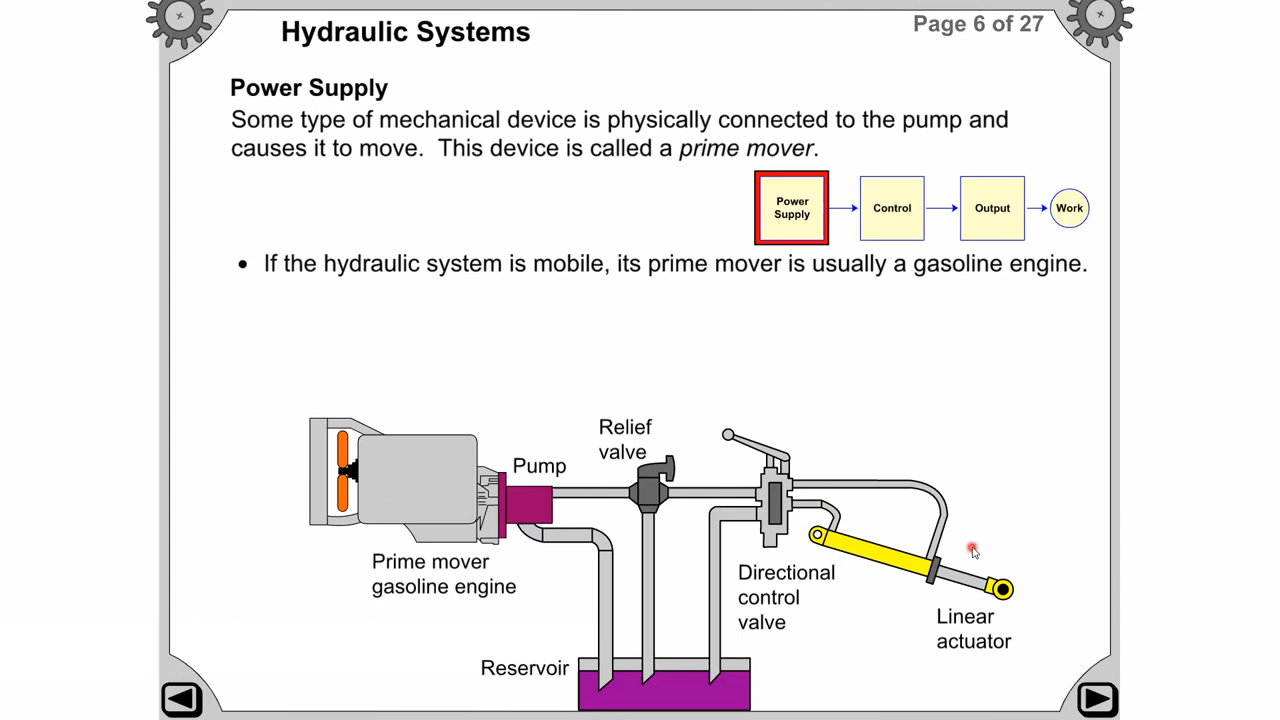 Hydraulic Systems
Page 6 of 27
Power Supply
Some type of mechanical device is physically connected to the pump and
causes it to move. This device is called a prime mover.
Power
Supply
Control
Output
Work
• If the hydraulic system is mobile, its prime mover is usually a gasoline engine.
Relief
valve
Pump
Prime mover
gasoline engine
Directional
control
valve
Linear
actuator
Reservoir